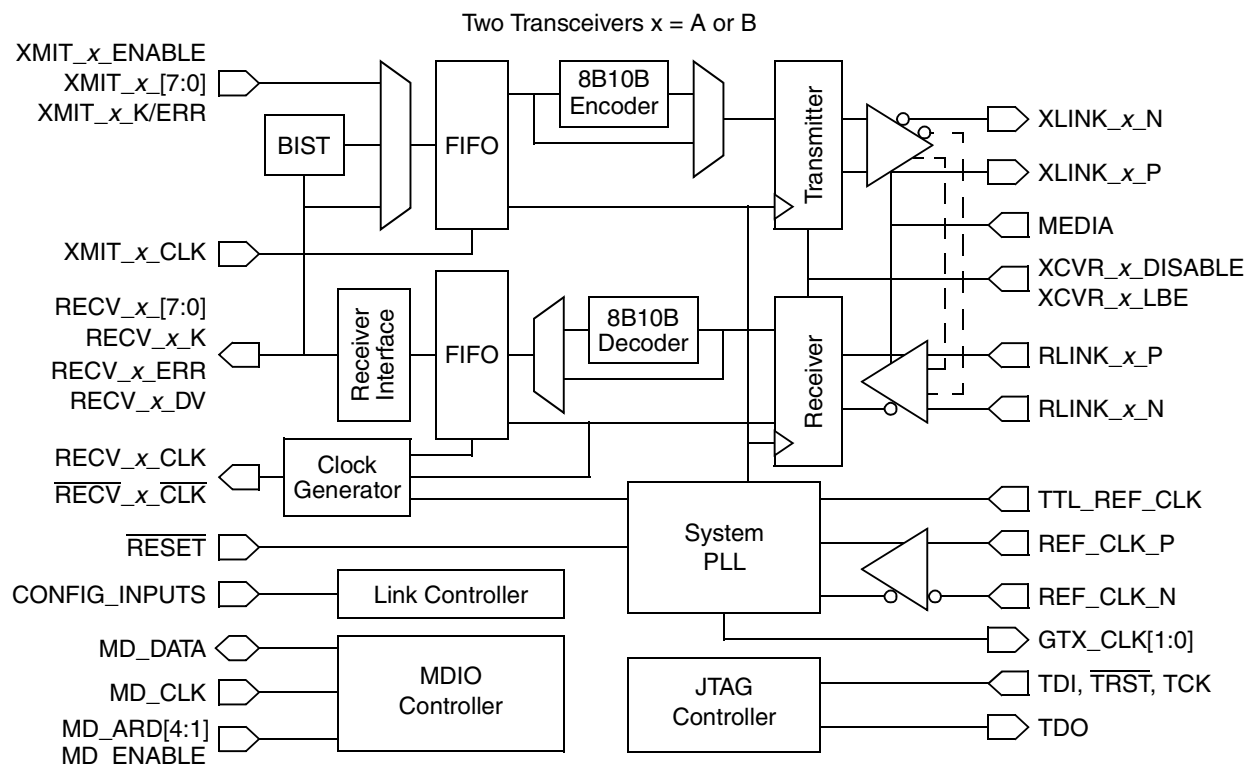 Two Transceivers x = A or B
XMIT_x_ENABLE
XMIT_x_[7:0]
XMIT_x_K/ERR
BIST
FIFO
8B10B
Encoder
Transmitter
XLINK_x_N
XLINK_x_P
MEDIA
XMIT_x_CLK
XCVR_x_DISABLE
XCVR_x_LBE
RECV_x_[7:0]
RECV_x_K
RECV_x_ERR
RECV_x_DV
Receiver
Interface
FIFO
8B10B
Decoder
Receiver
RLINK_x_P
RLINK_x_N
RECV_x_CLK
RECV_x_CLK
Clock
Generator
System
PLL
TTL_REF_CLK
RESET
REF_CLK_P
REF_CLK_N
CONFIG_INPUTS
Link Controller
GTX_CLK[1:0]
MD_DATA
MD_CLK
MD_ARD[4:1]
MD_ENABLE
MDIO
Controller
JTAG
Controller
TDI, TRST, TCK
TDO